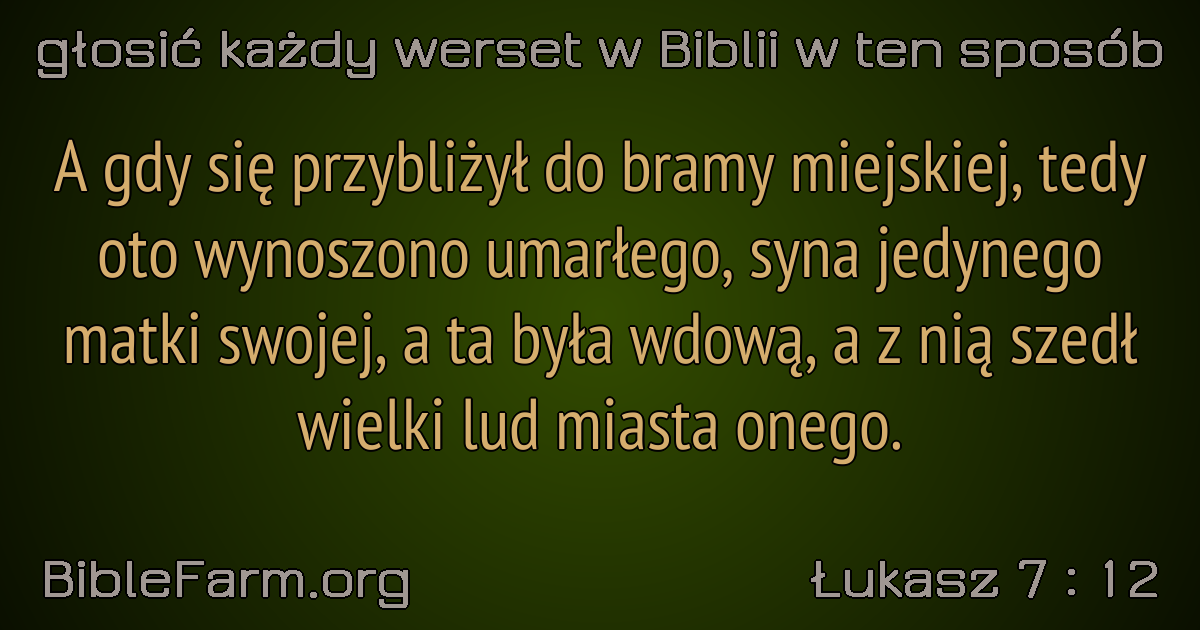 głosić każdy werset w Biblii w ten sposób
A gdy się przybliżył do bramy miejskiej, tedy
oto wynoszono umarłego, syna jedynego
matki swojej, a ta była wdową, a z nią szedł
wielki lud miasta onego.
BibleFarm.org
Łukasz 7 : 12